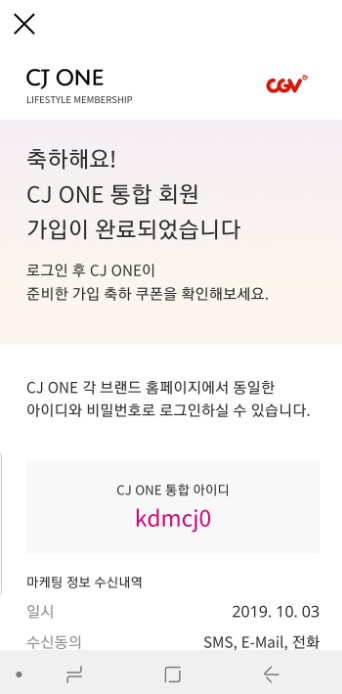 CJ ONE
LIFESTYLE MEMBERSHIP
CGV
축하해요!
CJ ONE 통합 회원
가입이 완료되었습니다
로그인 후 CJ ONE이
준비한 가입 축하 쿠폰을 확인해보세요.
CJ ONE 각 브랜드 홈페이지에서 동일한
아이디와 비밀번호로 로그인하실 수 있습니다.
CJ ONE 통합 아이디
kdmcj0
마케팅 정보 수신내역
일시 2019. 10. 03
수신동의 SMS, E-Mail, 전화